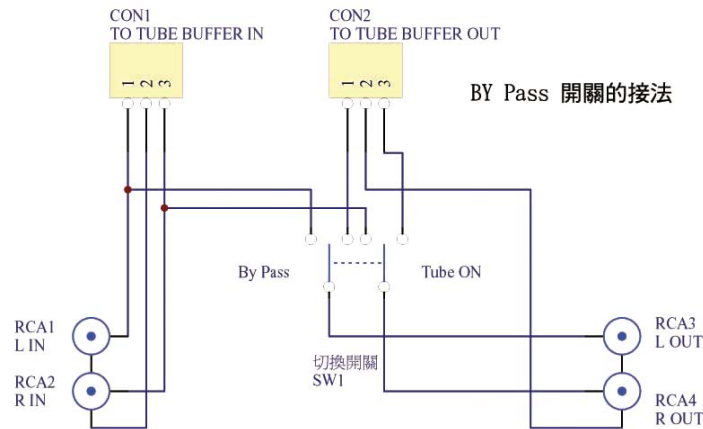 CON1
TO TUBE BUFFER IN
CON2
TO TUBE BUFFER OUT
1 2 3
1 2 3
BY Pass 開關的接法
By Pass
Tube ON
RCA1
L IN
RCA2
R IN
切換開關
SW1
RCA3
L OUT
RCA4
R OUT